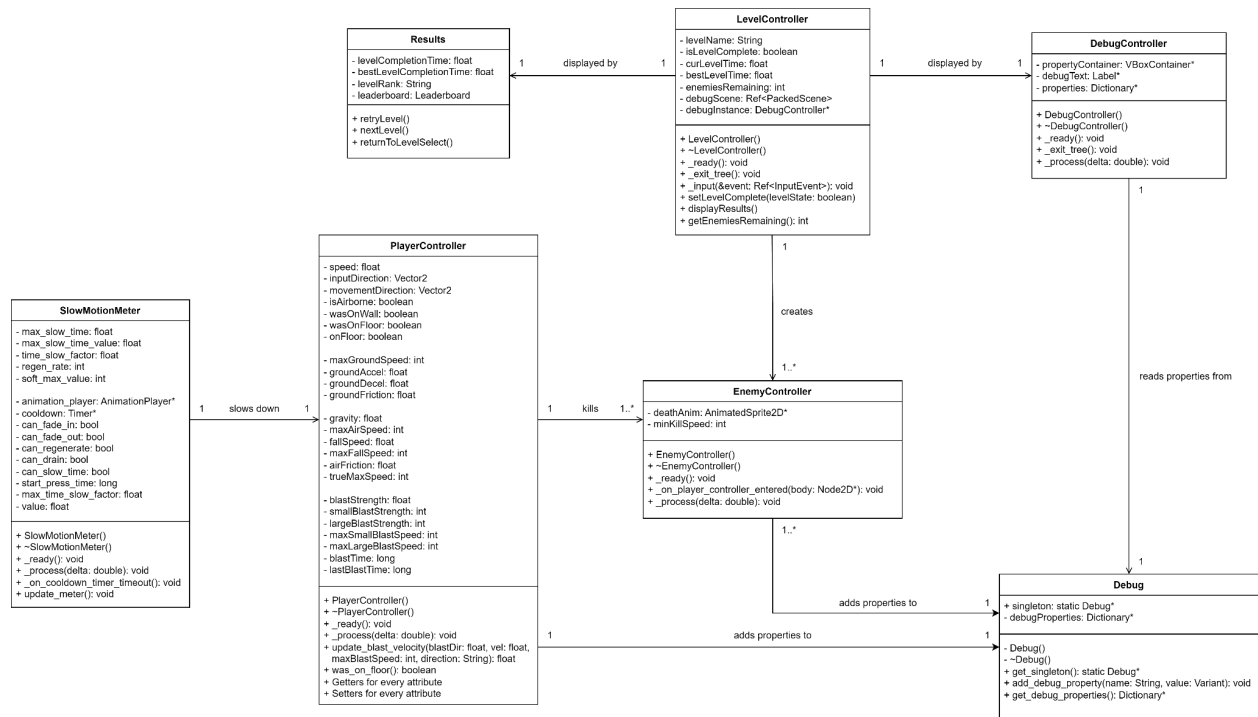 Results
- levelCompletionTime: float
- bestLevelCompletionTime: float
- levelRank: String
- leaderboard: Leaderboard
+ retryLevel()
+ nextLevel()
+ returnToLevelSelect()
1 displayed by 1
LevelController
- levelName: String
- isLevelComplete: boolean
- curLevelTime: float
- bestLevelTime: float
- enemiesRemaining: int
- debugScene: Ref<PackedScene>
- debugInstance: DebugController*
+ LevelController()
+ ~LevelController()
+ _ready(): void
+ _exit_tree(): void
+ _input(&event: Ref<InputEvent>): void
+ setLevelComplete(levelState: boolean)
+ displayResults()
+ getEnemiesRemaining: int
1 displayed by 1
DebugController
- propertyContainer: VBoxContainer*
- debugText: Label*
- properties: Dictionary*
+ DebugController()
+ ~DebugController()
+ _ready(): void
+ _exit_tree(): void
+ _process(delta: double): void
1
reads properties from
1
1
creates
1..*
SlowMotionMeter
- max_slow_time: float
- max_slow_time_value: float
- time_slow_factor: float
- regen_rate: int
- soft_max_value: int
- animation_player: AnimationPlayer*
- cooldown: Timer*
- can_fade_in: bool
- can_fade_out: bool
- can_regenerate: bool
- can_drain: bool
- can_slow_time: bool
- start_press_time: long
- max_time_slow_factor: float
- value: float
+ SlowMotionMeter()
+ ~SlowMotionMeter()
+ _ready(): void
+ _process(delta: double): void
+ _on_cooldown_timer_timeout(): void
+ update_meter(): void
1 slows down 1
PlayerController
- speed: float
- inputDirection: Vector2
- movementDirection: Vector2
- isAirborne: boolean
- wasOnWall: boolean
- wasOnFloor: boolean
- onFloor: boolean
- maxGroundSpeed: int
- groundAccel: float
- groundDecel: float
- groundFriction: float
- gravity: float
- maxAirSpeed: int
- fallSpeed: float
- maxFallSpeed: int
- airFriction: float
- trueMaxSpeed: int
- blastStrength: float
- smallBlastStrength: int
- largeBlastStrength: int
- maxSmallBlastSpeed: int
- maxLargeBlastSpeed: int
- blastTime: long
- lastBlastTime: long
+ PlayerController()
+ ~PlayerController()
+ _ready(): void
+ _process(delta: double): void
+ update_blast_velocity(blastDir: float, vel: float,
maxBlastSpeed: int, direction: String): float
+ was_on_floor(): boolean
+ Getters for every attribute
+ Setters for every attribute
1 kills 1..*
EnemyController
- deathAnim: AnimatedSprite2D*
- minKillSpeed: int
+ EnemyController()
+ ~EnemyController()
+ _ready(): void
+ _on_player_controller_entered(body: Node2D*): void
+ _process(delta: double): void
1..*
adds properties to 1
1 adds properties to 1
Debug
+ singleton: static Debug*
- debugProperties: Dictionary*
- Debug()
- ~Debug()
+ get_singleton(): static Debug*
+ add_debug_property(name: String, value: Variant): void
+ get_debug_properties(): Dictionary*